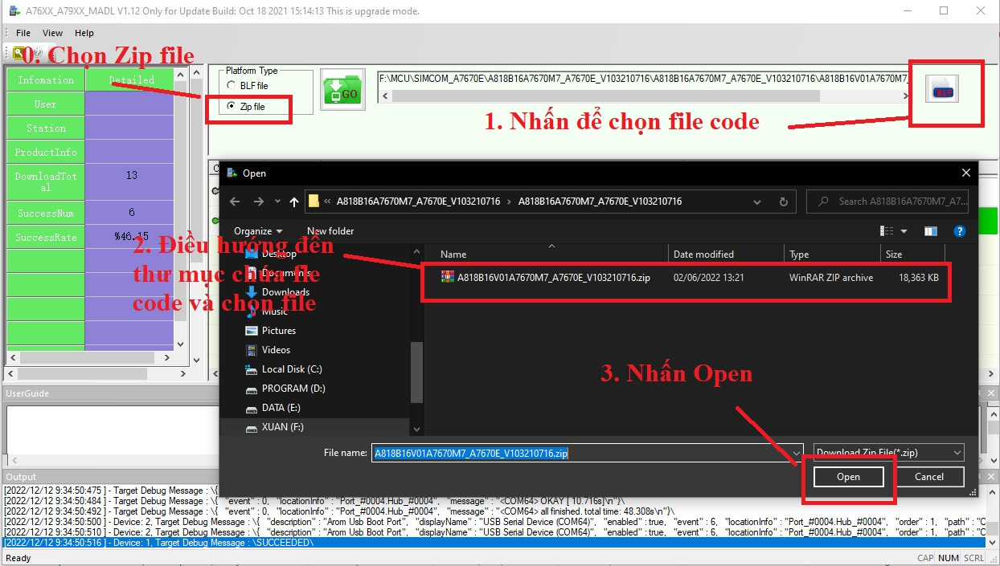 A76XX_A79XX_MADL V1.12 Only for Update Build: Oct 18 2021 15:14:13 This is upgrade mode.
File View Help
0. Chọn Zip file
Infomation Detailed
User
Station
ProductInfo
DownloadTot
al
13
SuccessNum 6
SuccessRate %46.15
Platform Type
BLF file
Zip file
GO
F:\MCU\SIMCOM_A7670E\A818B16A7670M7_A7670E_V103210716\A818B16A7670M7_A7670E_V103210716\A818B16V01A7670M7_
BLF
1. Nhấn để chọn file code
Open
« A818B16A7670M7_A7670E_V103210716 › A818B16A7670M7_A7670E_V103210716
Search A818B16A7670M7_A7...
Organize New folder
Name Date modified Type Size
A818B16V01A7670M7_A7670E_V103210716.zip 02/06/2022 13:21 WinRAR ZIP archive 18,363 KB
2. Điều hướng đến
thư mục chứa fle
code và chọn file
Desktop
Documents
Downloads
Music
Pictures
Videos
Local Disk (C:)
PROGRAM (D:)
DATA (E:)
XUAN (F:)
3. Nhấn Open
File name: A818B16V01A7670M7_A7670E_V103210716.zip
Download Zip File(*.zip)
Open Cancel
UserGuide
Output
[2022/12/12 9:34:50:475 ] - Target Debug Message : \{
[2022/12/12 9:34:50:484 ] - Target Debug Message : \{ "event" : 0, "locationInfo" : "Port_#0004.Hub_#0004", "message" : "<COM64> OKAY [ 10.716s]\n"}\
[2022/12/12 9:34:50:492 ] - Target Debug Message : \{ "event" : 0, "locationInfo" : "Port_#0004.Hub_#0004", "message" : "<COM64> all finished. total time: 48.308s\n"}\
[2022/12/12 9:34:50:500 ] - Device: 2, Target Debug Message : \{ "description" : "Arom Usb Boot Port", "displayName" : "USB Serial Device (COM64)", "enabled" : true, "event" : 6, "locationInfo" : "Port_#0004.Hub_#0004", "order" : 1, "path" : "C
[2022/12/12 9:34:50:510 ] - Device: 2, Target Debug Message : \{ "description" : "Arom Usb Boot Port", "displayName" : "USB Serial Device (COM64)", "enabled" : true, "event" : 6, "locationInfo" : "Port_#0004.Hub_#0004", "order" : 1, "path" : "C
[2022/12/12 9:34:50:516 ] - Device: 1, Target Debug Message : \SUCCEEDED\
Ready CAP NUM SCRL